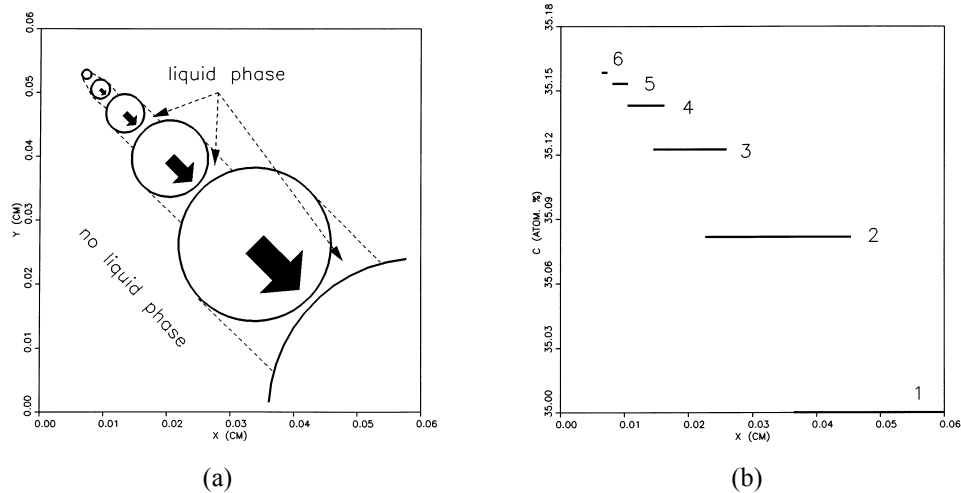 0.06
0.05
0.04
0.03
0.02
0.01
0.00
Y (CM)
liquid phase
no liquid phase
0.00 0.01 0.02 0.03 0.04 0.05 0.06
X (CM)
(a)
35.18
35.15
35.12
35.09
35.06
35.03
35.00
C (ATOM. %)
6
5
4
3
2
1
0.00 0.01 0.02 0.03 0.04 0.05 0.06
X (CM)
(b)